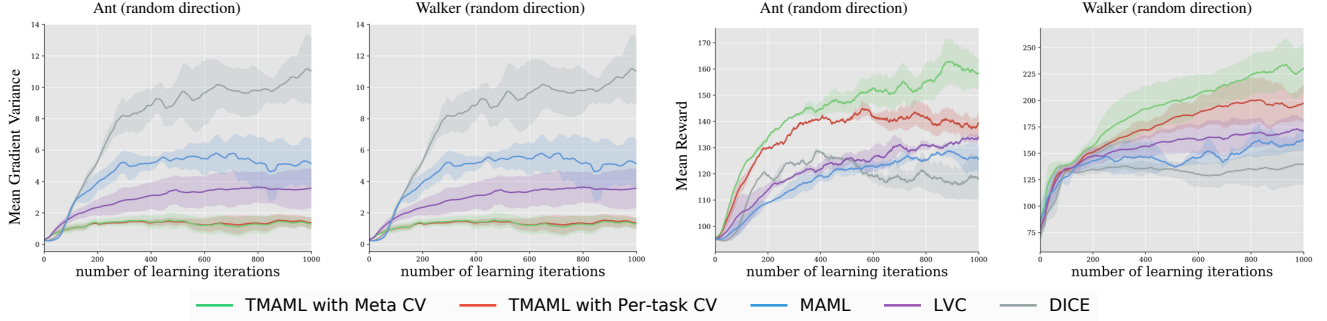 Ant (random direction)
Walker (random direction)
Ant (random direction)
Walker (random direction)
Mean Gradient Variance
14
12
10
8
6
4
2
0
0 200 400 600 800 1000
number of learning iterations
14
12
10
8
6
4
2
0
0 200 400 600 800 1000
number of learning iterations
Mean Reward
170
160
150
140
130
120
110
100
0 200 400 600 800 1000
number of learning iterations
250
225
200
175
150
125
100
75
0 200 400 600 800 1000
number of learning iterations
TMAML with Meta CV TMAML with Per-task CV MAML LVC DICE